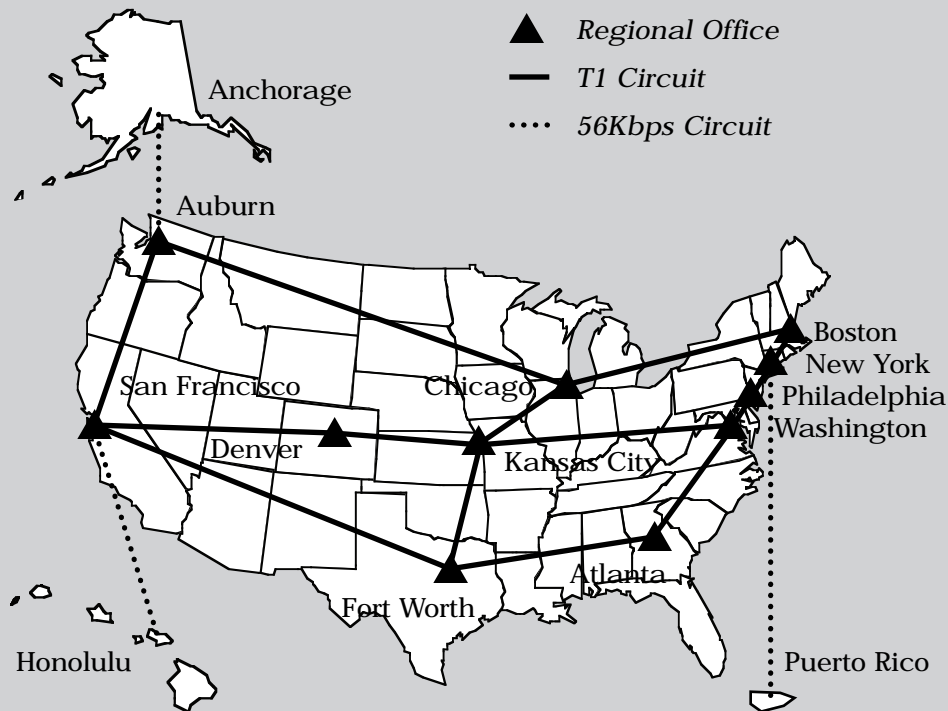 Regional Office
T1 Circuit
56Kbps Circuit
Anchorage
Auburn
Boston
New York
San Francisco
Chicago
Philadelphia
Washington
Denver
Kansas City
Atlanta
Fort Worth
Honolulu
Puerto Rico